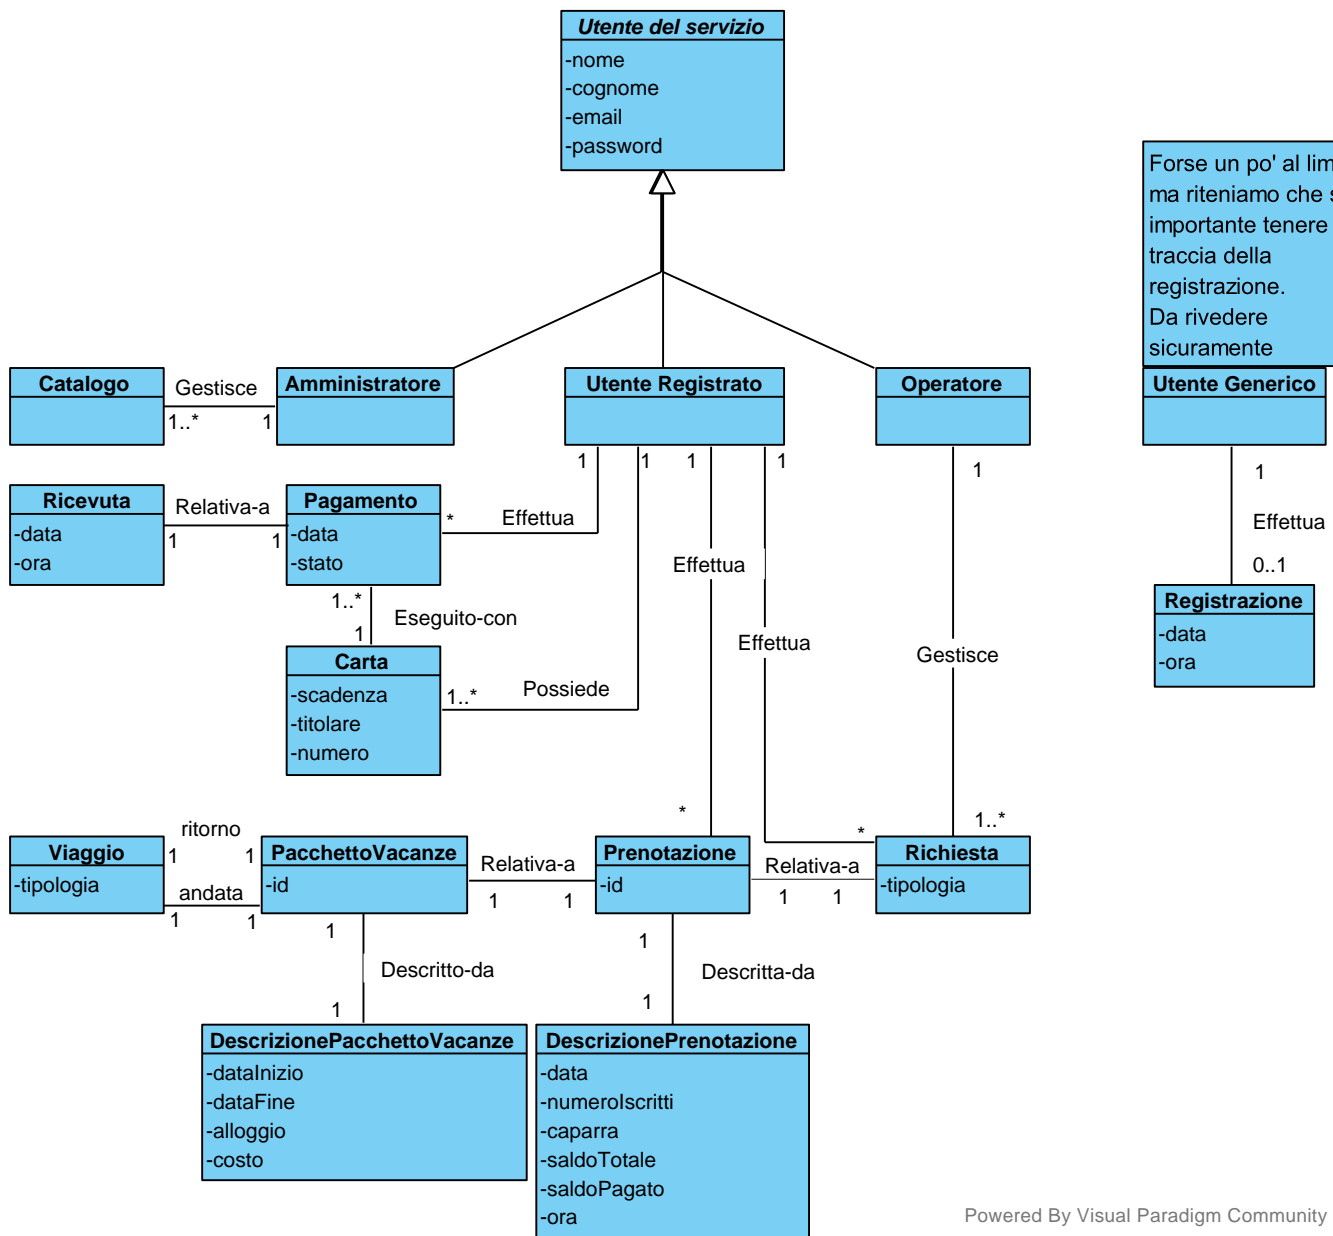 Utente del servizio
-nome
-cognome
-email
-password
Forse un po' al lim
ma riteniamo che s
importante tenere
traccia della
registrazione.
Da rivedere
sicuramente
Catalogo
Gestisce
1..*
1
Amministratore
Utente Registrato
Operatore
Utente Generico
1
1
1
1
1
1
Ricevuta
-data
-ora
Relativa-a
1
1
Pagamento
-data
-stato
*
Effettua
Effettua
Effettua
0..1
1..*
Eseguito-con
1
Registrazione
-data
-ora
Carta
-scadenza
-titolare
-numero
1..*
Possiede
Effettua
Gestisce
*
*
1..*
Viaggio
-tipologia
ritorno
1
1
andata
1
1
PacchettoVacanze
-id
Relativa-a
1
1
Prenotazione
-id
Relativa-a
1
1
Richiesta
-tipologia
1
Descritto-da
1
1
Descritta-da
1
DescrizionePacchettoVacanze
-dataInizio
-dataFine
-alloggio
-costo
DescrizionePrenotazione
-data
-numeroIscritti
-caparra
-saldoTotale
-saldoPagato
-ora
Powered By Visual Paradigm Community